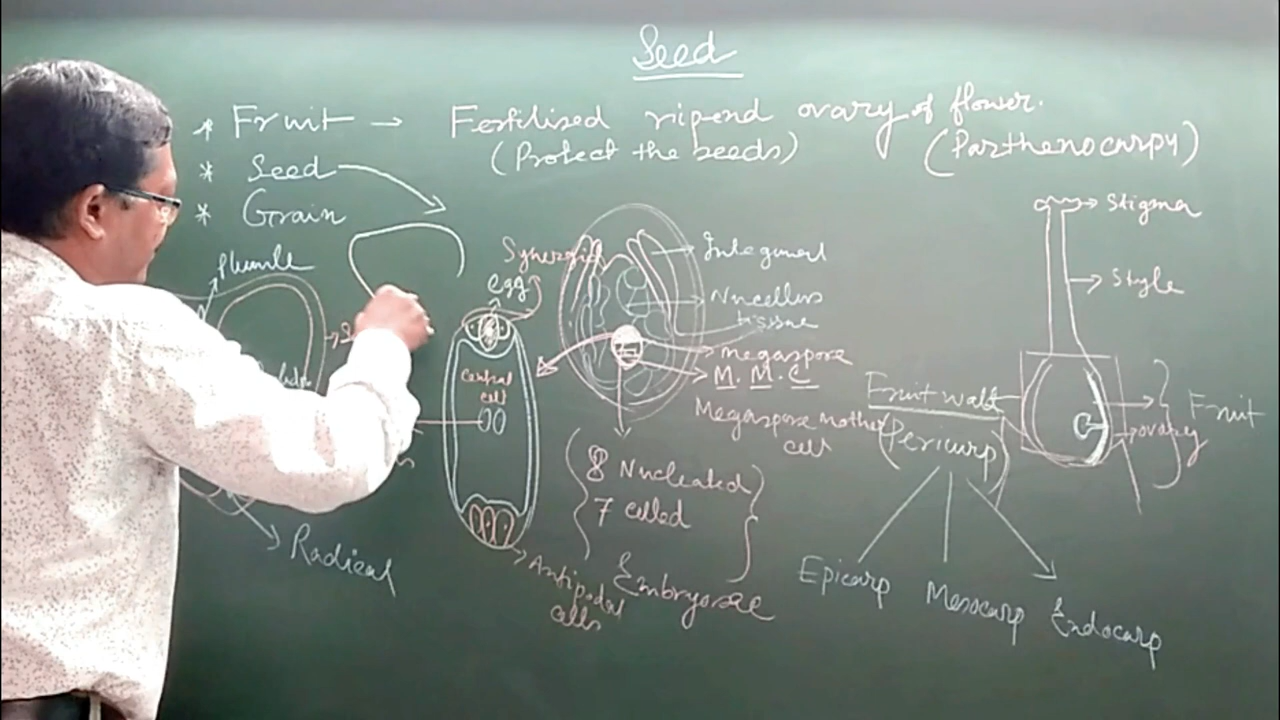 Seed
* Fruit → Fertilised ripend ovary of flower.
(Protect the seeds) (Parthenocarpy)
* Seed
* Grain
Plumule
Radical
Synergid
egg
Central
cell
Antipodal
cells
Integument
Nucellus
tissue
Megaspore
M.M.C
Megaspore mother
cell
8 Nucleated
7 celled
Embryosac
Stigma
Style
Fruit wall
(Pericarp)
Fruit
ovary
Epicarp Mesocarp Endocarp